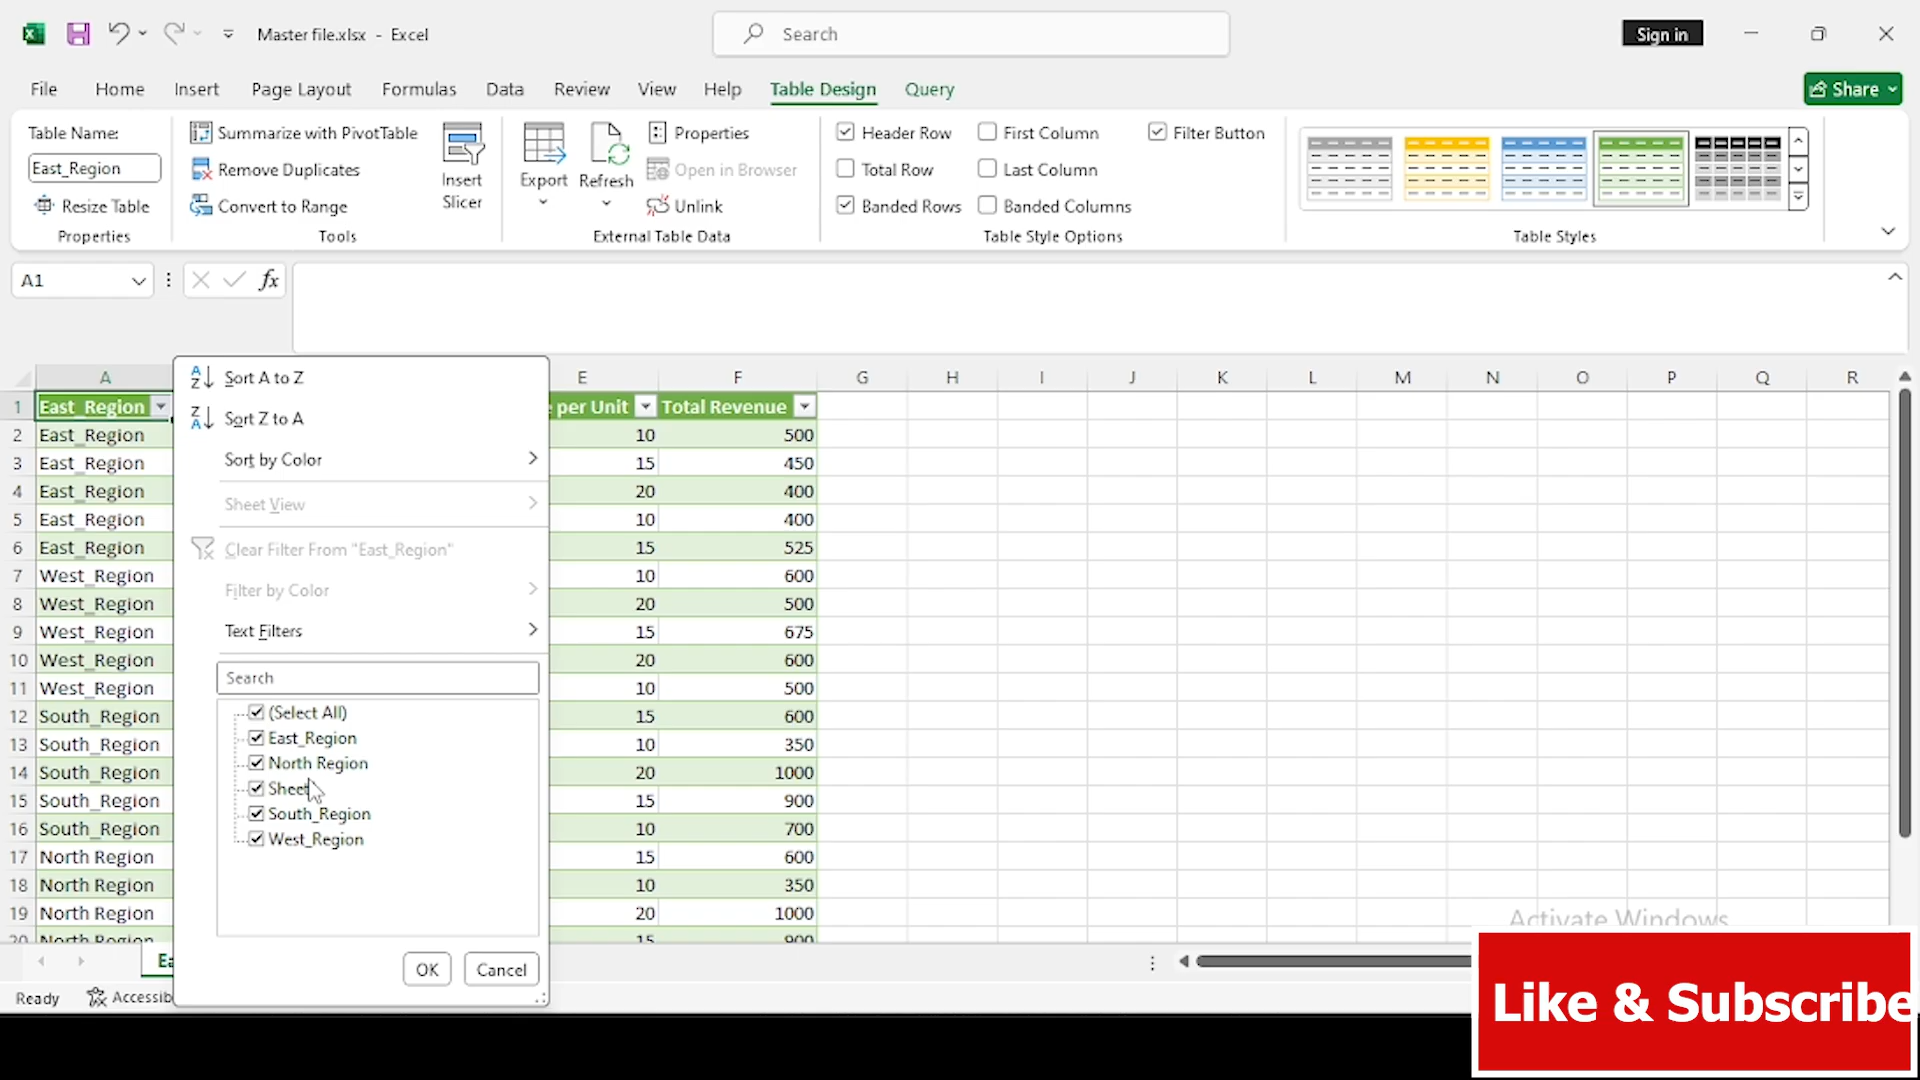 Master file.xlsx - Excel
Search
Sign in
File Home Insert Page Layout Formulas Data Review View Help Table Design Query
Share
Table Name:
East_Region
Resize Table
Properties
Summarize with PivotTable
Remove Duplicates
Convert to Range
Tools
Insert Slicer
Export
Refresh
Properties
Open in Browser
Unlink
External Table Data
Header Row
Total Row
Banded Rows
First Column
Last Column
Banded Columns
Filter Button
Table Style Options
Table Styles
A1
fx
A E F G H I J K L M N O P Q R
1 East_Region per Unit Total Revenue
2 East_Region 10 500
3 East_Region 15 450
4 East_Region 20 400
5 East_Region 10 400
6 East_Region 15 525
7 West_Region 10 600
8 West_Region 20 500
9 West_Region 15 675
10 West_Region 20 600
11 West_Region 10 500
12 South_Region 15 600
13 South_Region 10 350
14 South_Region 20 1000
15 South_Region 15 900
16 South_Region 10 700
17 North Region 15 600
18 North Region 10 350
19 North Region 20 1000
20 North Region 15 900
Sort A to Z
Sort Z to A
Sort by Color
Sheet View
Clear Filter From "East_Region"
Filter by Color
Text Filters
Search
(Select All)
East_Region
North Region
Sheet
South_Region
West_Region
OK Cancel
Ready
Activate Windows
Like & Subscribe